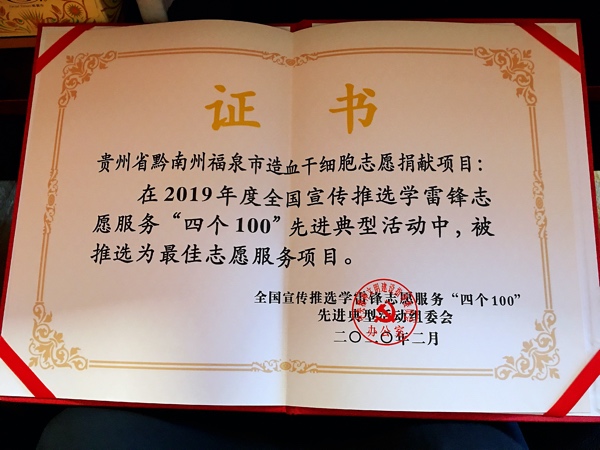 证书
贵州省黔南州福泉市造血干细胞志愿捐献项目：
在2019年度全国宣传推选学雷锋志
愿服务“四个100”先进典型活动中，被
推选为最佳志愿服务项目。
全国宣传推选学雷锋志愿服务“四个100”
先进典型活动组委会
办公室
二〇二〇年二月